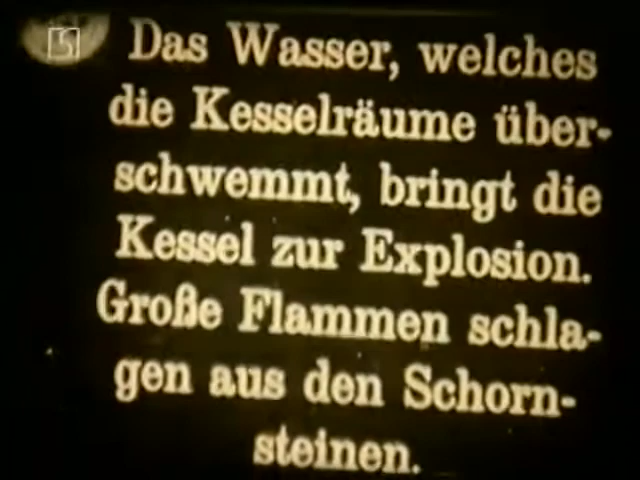 Das Wasser, welches
die Kesselräume über-
schwemmt, bringt die
Kessel zur Explosion.
Große Flammen schla-
gen aus den Schorn-
steinen.